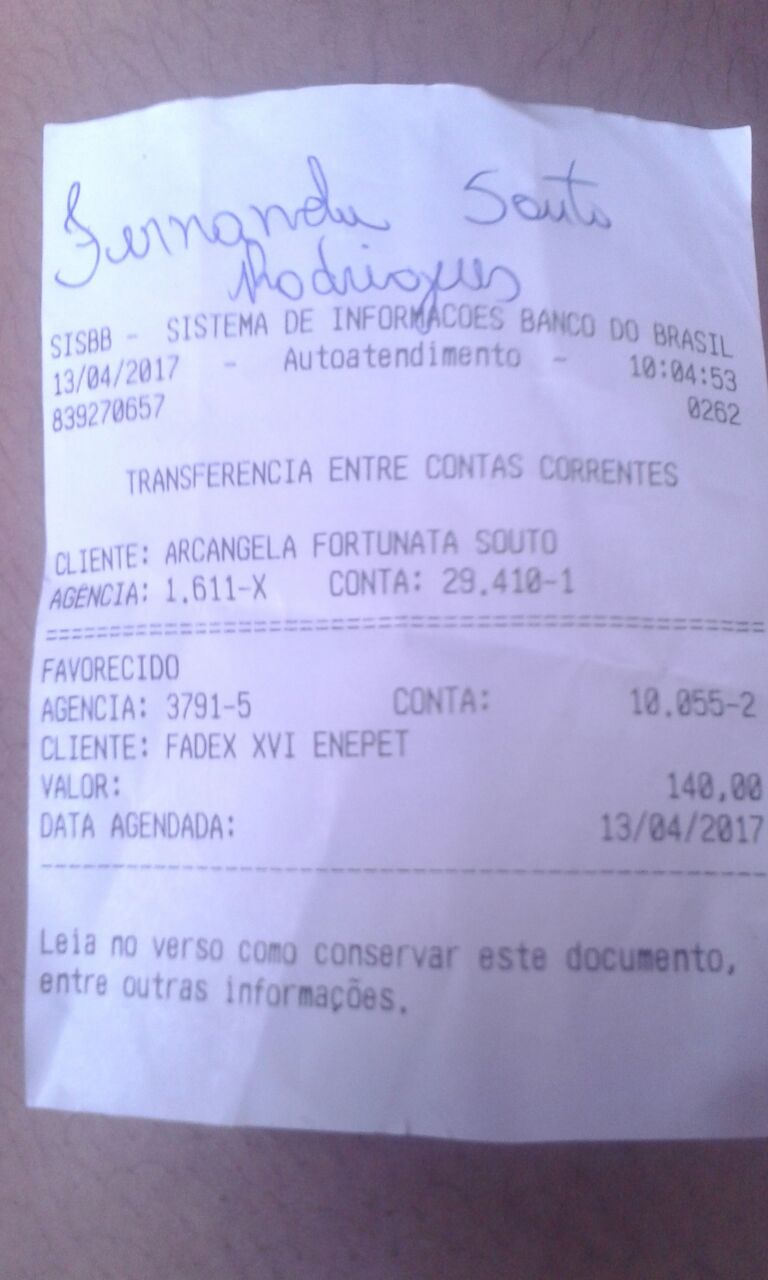 Fernanda Souto
Rodrigues
SISBB - SISTEMA DE INFORMACOES BANCO DO BRASIL
13/04/2017 - Autoatendimento - 10:04:53
839270657 0262
TRANSFERENCIA ENTRE CONTAS CORRENTES
CLIENTE: ARCANGELA FORTUNATA SOUTO
AGENCIA: 1.611-X CONTA: 29.410-1
================================================
FAVORECIDO
AGENCIA: 3791-5 CONTA: 10.055-2
CLIENTE: FADEX XVI ENEPET
VALOR: 140,00
DATA AGENDADA: 13/04/2017
------------------------------------------------
Leia no verso como conservar este documento,
entre outras informações.